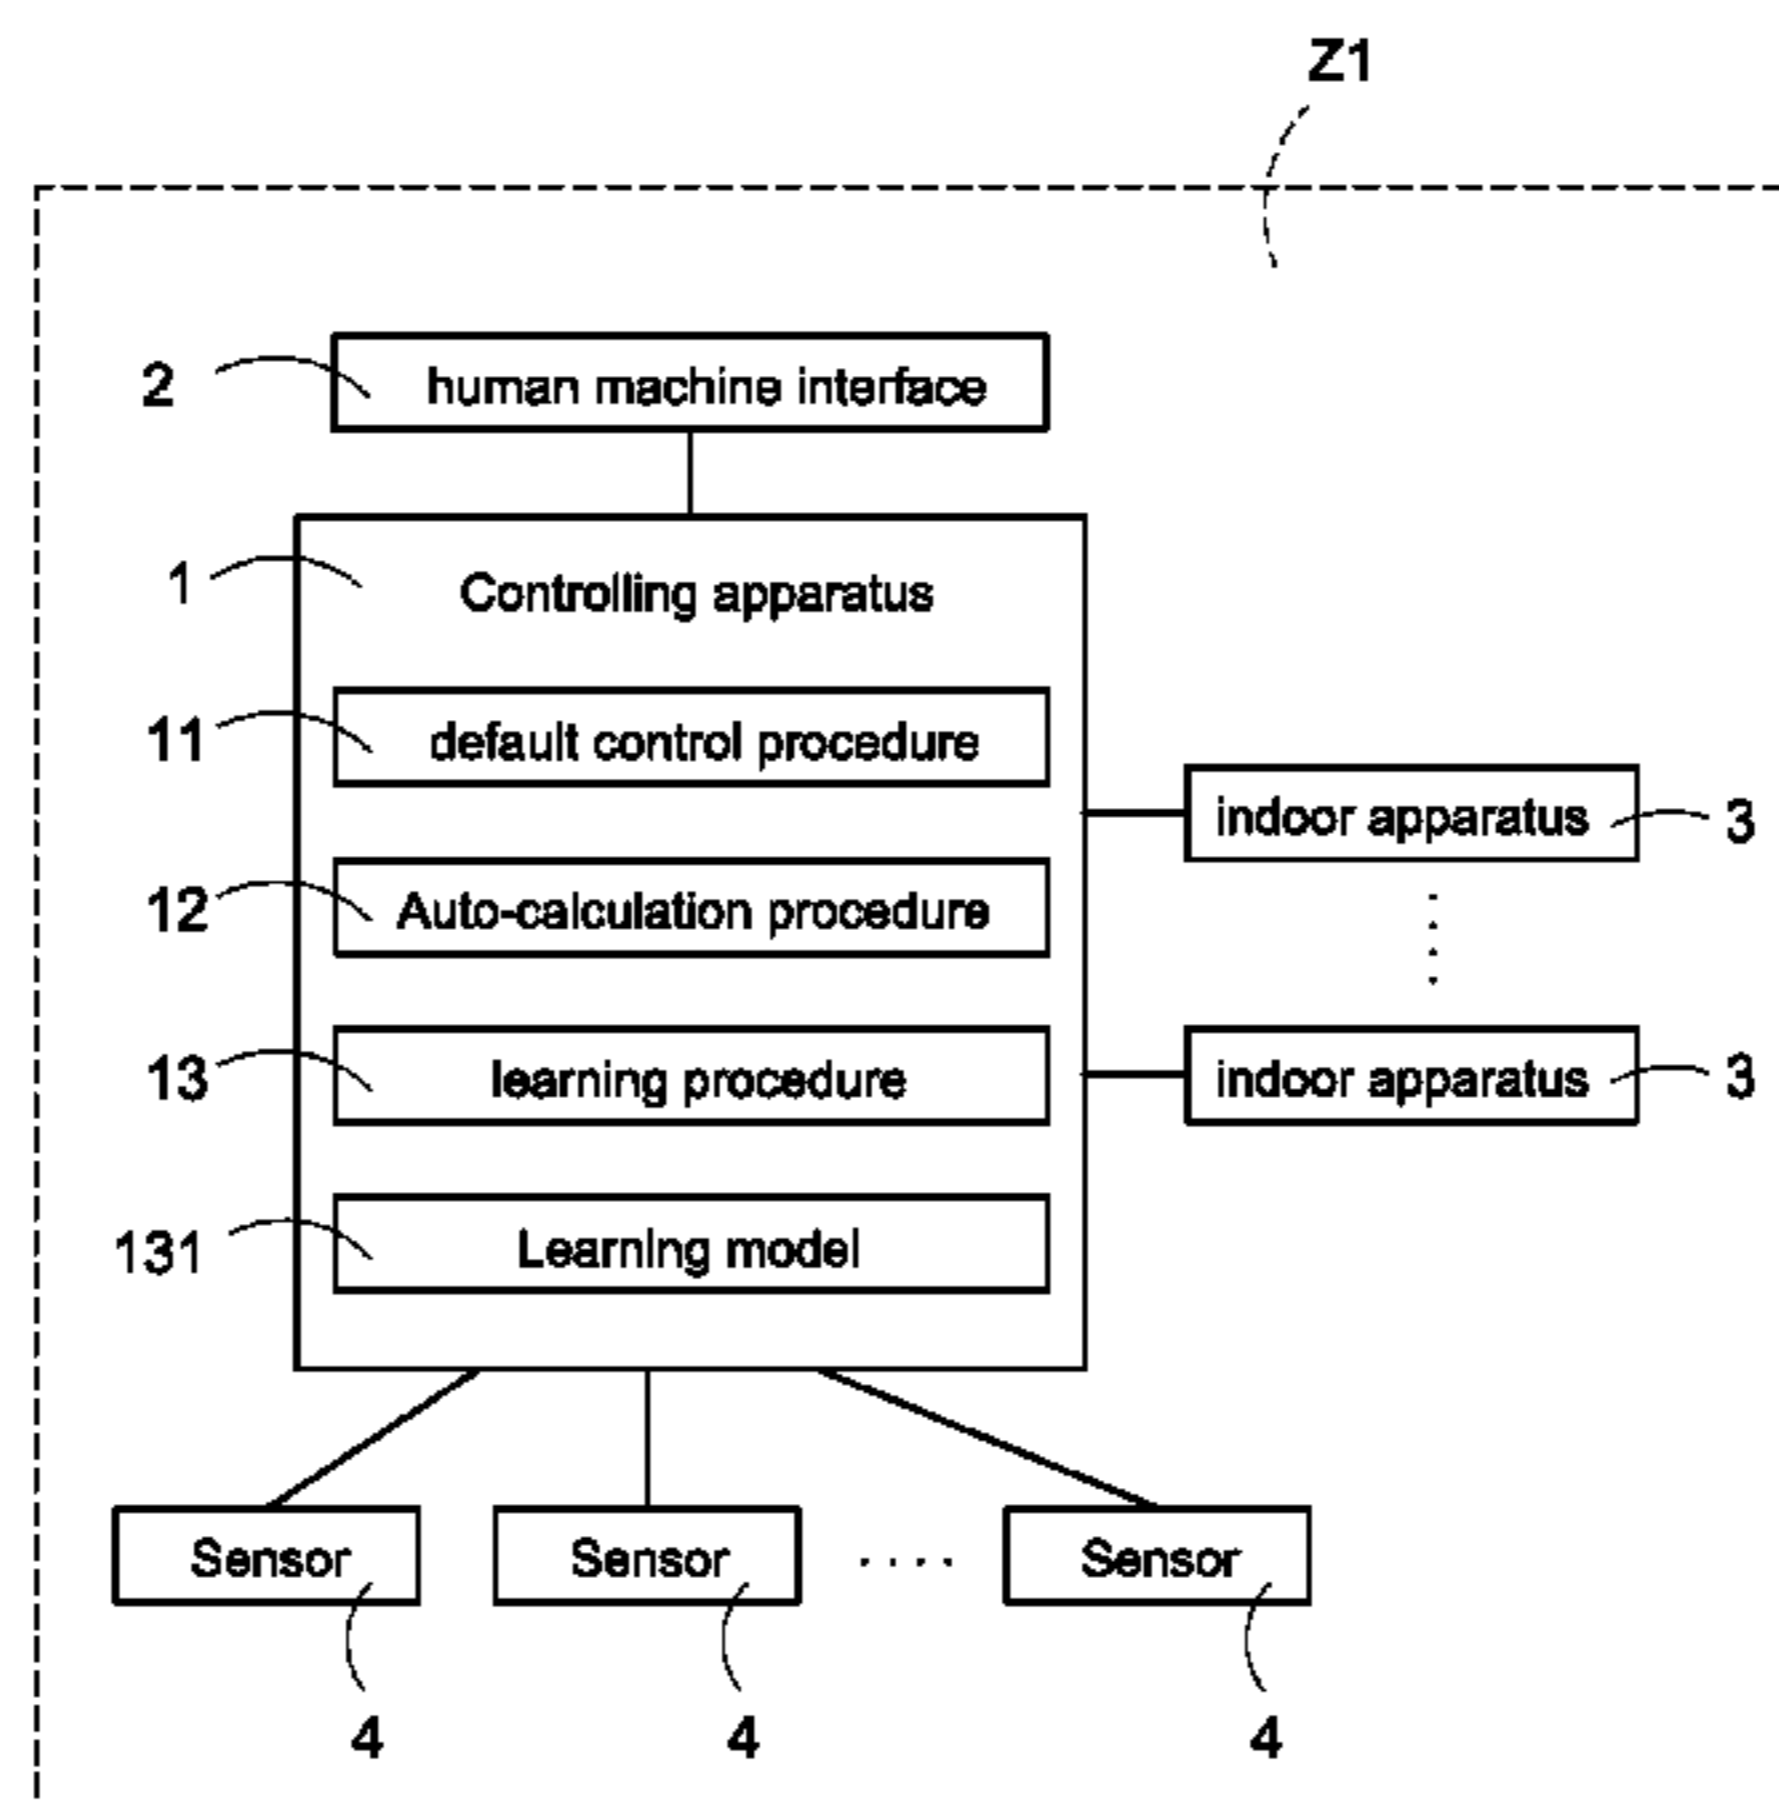 Z1
2 human machine interface
1 Controlling apparatus
11 default control procedure
indoor apparatus 3
12 Auto-calculation procedure
13 learning procedure
indoor apparatus 3
131 Learning model
Sensor Sensor Sensor
4 4 4